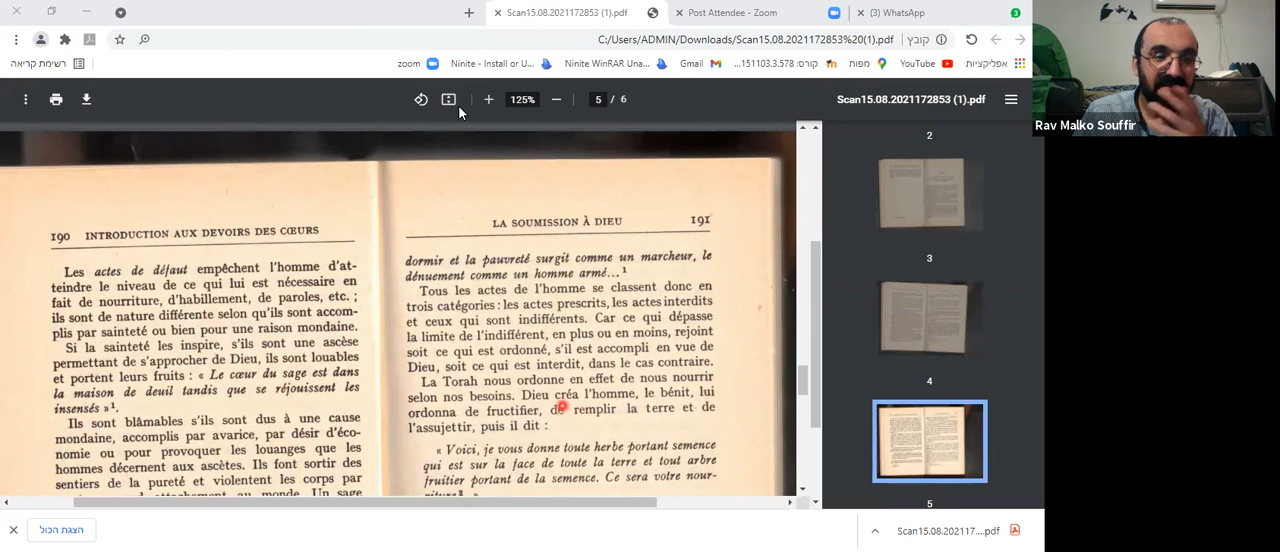 Scan15.08.2021172853 (1).pdf
Post Attendee - Zoom
(3) WhatsApp
3
C:/Users/ADMIN/Downloads/Scan15.08.2021172853%20(1).pdf
קובץ
רשימת קריאה
zoom
Ninite - Install or U...
Ninite WinRAR Una...
Gmail
קורס: 151103.3.578...
מפות
YouTube
אפליקציות
125%
5 / 6
Scan15.08.2021172853 (1).pdf
Rav Malko Souffir
190 INTRODUCTION AUX DEVOIRS DES CŒURS
Les actes de défaut empêchent l'homme d'at-
teindre le niveau de ce qui lui est nécessaire en
fait de nourriture, d'habillement, de paroles, etc. ;
ils sont de nature différente selon qu'ils sont accom-
plis par sainteté ou bien pour une raison mondaine.
Si la sainteté les inspire, s'ils sont une ascèse
permettant de s'approcher de Dieu, ils sont louables
et portent leurs fruits : « Le cœur du sage est dans
la maison de deuil tandis que se réjouissent les
insensés »1.
Ils sont blâmables s'ils sont dus à une cause
mondaine, accomplis par avarice, par désir d'éco-
nomie ou pour provoquer les louanges que les
hommes décernent aux ascètes. Ils font sortir des
sentiers de la pureté et violentent les corps par
attachement au monde. Un sage
LA SOUMISSION À DIEU 191
dormir et la pauvreté surgit comme un marcheur, le
dénuement comme un homme armé... 1
Tous les actes de l'homme se classent donc en
trois catégories : les actes prescrits, les actes interdits
et ceux qui sont indifférents. Car ce qui dépasse
la limite de l'indifférent, en plus ou en moins, rejoint
soit ce qui est ordonné, s'il est accompli en vue de
Dieu, soit ce qui est interdit, dans le cas contraire.
La Torah nous ordonne en effet de nous nourrir
selon nos besoins. Dieu créa l'homme, le bénit, lui
ordonna de fructifier, de remplir la terre et de
l'assujettir, puis il dit :
« Voici, je vous donne toute herbe portant semence
qui est sur la face de toute la terre et tout arbre
fruitier portant de la semence. Ce sera votre nour-
riture2. »
2
3
4
5
הצגת הכול
Scan15.08.202117....pdf